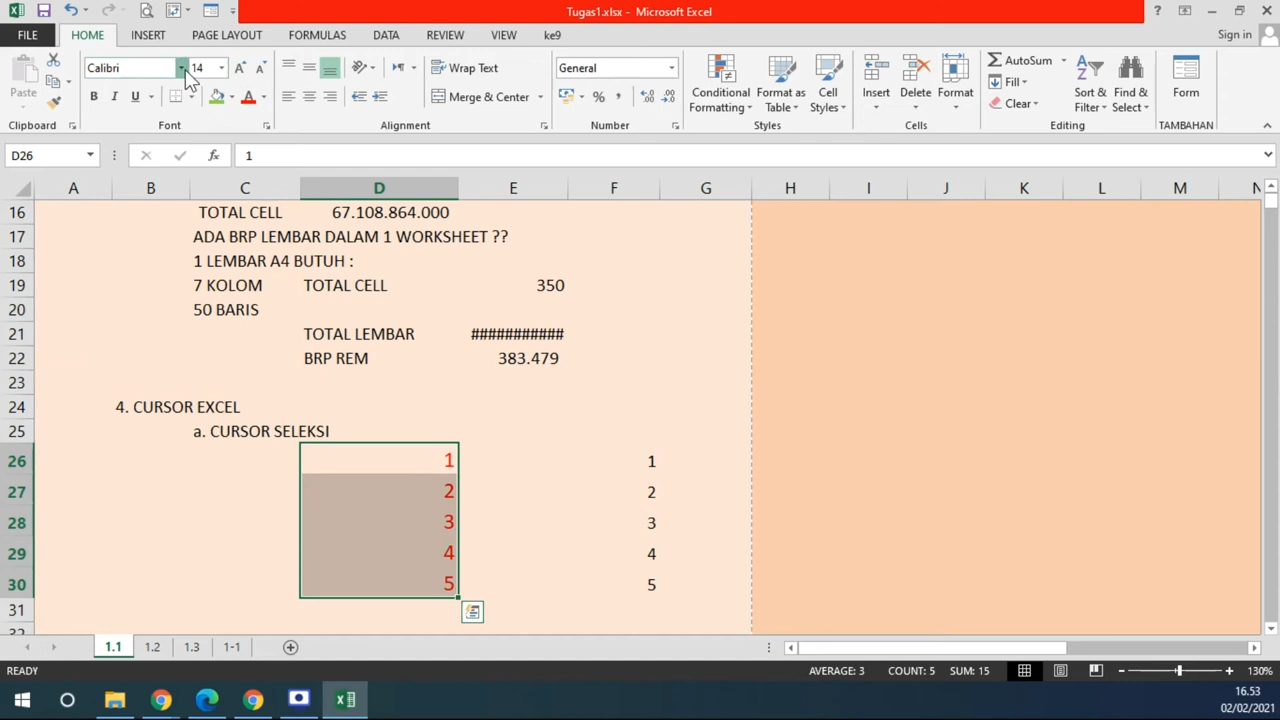 Tugas1.xlsx - Microsoft Excel
?
FILE HOME INSERT PAGE LAYOUT FORMULAS DATA REVIEW VIEW ke9 Sign in
Calibri 14 Wrap Text General AutoSum
Fill
Paste B I U Merge & Center % , Conditional Formatting Format as Table Cell Styles Insert Delete Format Clear Sort & Filter Find & Select Form
Clipboard Font Alignment Number Styles Cells Editing TAMBAHAN
D26 fx 1
A B C D E F G H I J K L M N
16 TOTAL CELL 67.108.864.000
17 ADA BRP LEMBAR DALAM 1 WORKSHEET ??
18 1 LEMBAR A4 BUTUH :
19 7 KOLOM TOTAL CELL 350
20 50 BARIS
21 TOTAL LEMBAR ###########
22 BRP REM 383.479
23
24 4. CURSOR EXCEL
25 a. CURSOR SELEKSI
26 1 1
27 2 2
28 3 3
29 4 4
30 5 5
31
32
1.1 1.2 1.3 1-1
READY AVERAGE: 3 COUNT: 5 SUM: 15 130%
16.53
02/02/2021